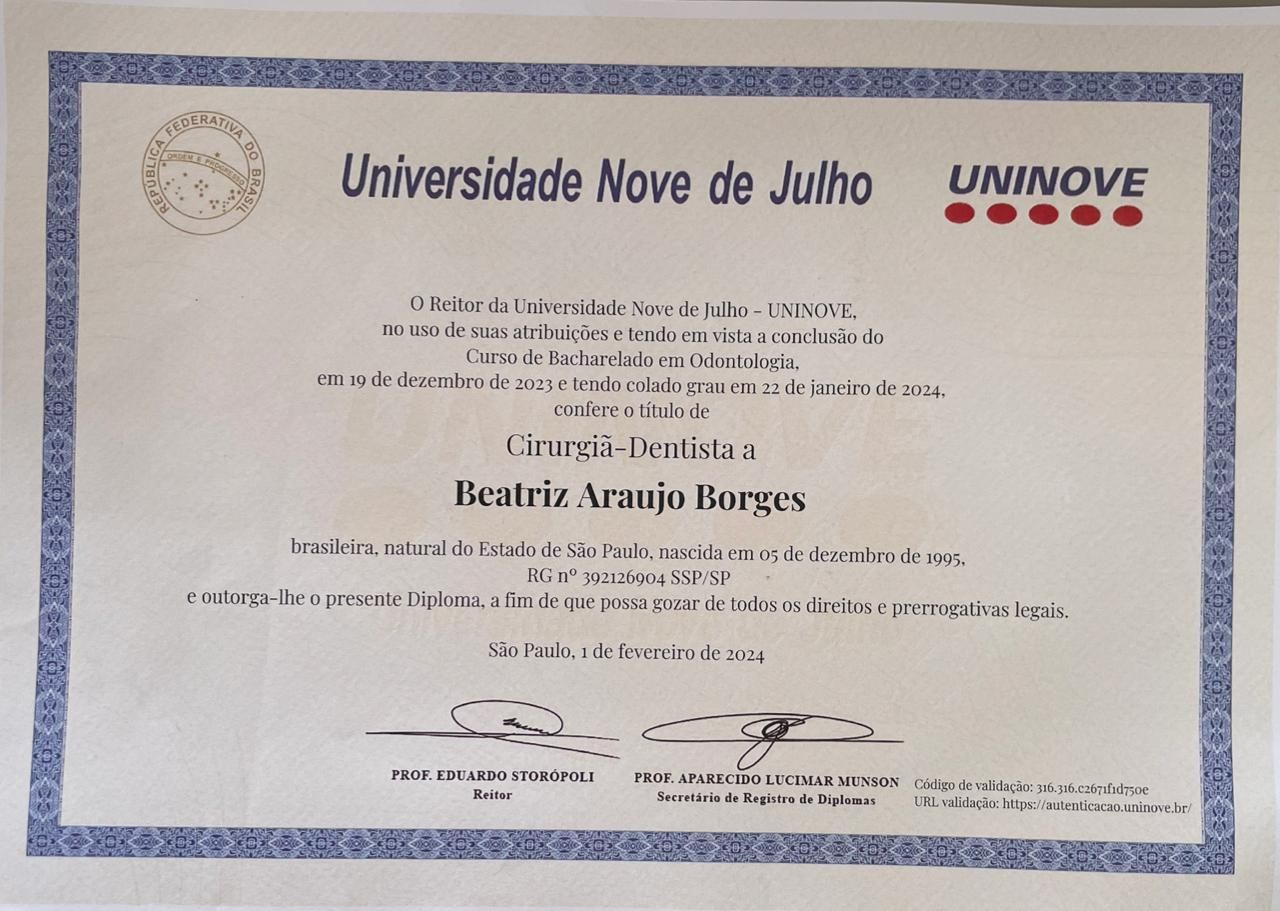 REPÚBLICA FEDERATIVA DO BRASIL
ORDEM E PROGRESSO
Universidade Nove de Julho
UNINOVE
O Reitor da Universidade Nove de Julho - UNINOVE,
no uso de suas atribuições e tendo em vista a conclusão do
Curso de Bacharelado em Odontologia,
em 19 de dezembro de 2023 e tendo colado grau em 22 de janeiro de 2024,
confere o título de
Cirurgiã-Dentista a
Beatriz Araujo Borges
brasileira, natural do Estado de São Paulo, nascida em 05 de dezembro de 1995,
RG nº 392126904 SSP/SP
e outorga-lhe o presente Diploma, a fim de que possa gozar de todos os direitos e prerrogativas legais.
São Paulo, 1 de fevereiro de 2024
PROF. EDUARDO STORÓPOLI
Reitor
PROF. APARECIDO LUCIMAR MUNSON
Secretário de Registro de Diplomas
Código de validação: 316.316.c2671f1d750e
URL validação: https://autenticacao.uninove.br/